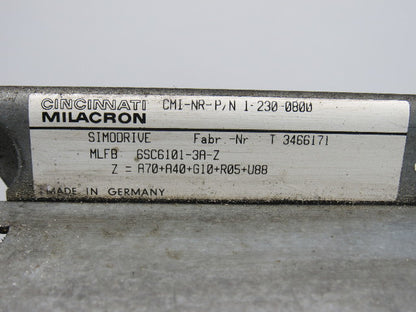 CINCINNATI CMI-NR-P/N 1-230-0800
MILACRON
SIMODRIVE Fabr.-Nr T 3466171
MLFB 6SC6101-3A-Z
Z = A70+A40+G10+R05+U88
MADE IN GERMANY